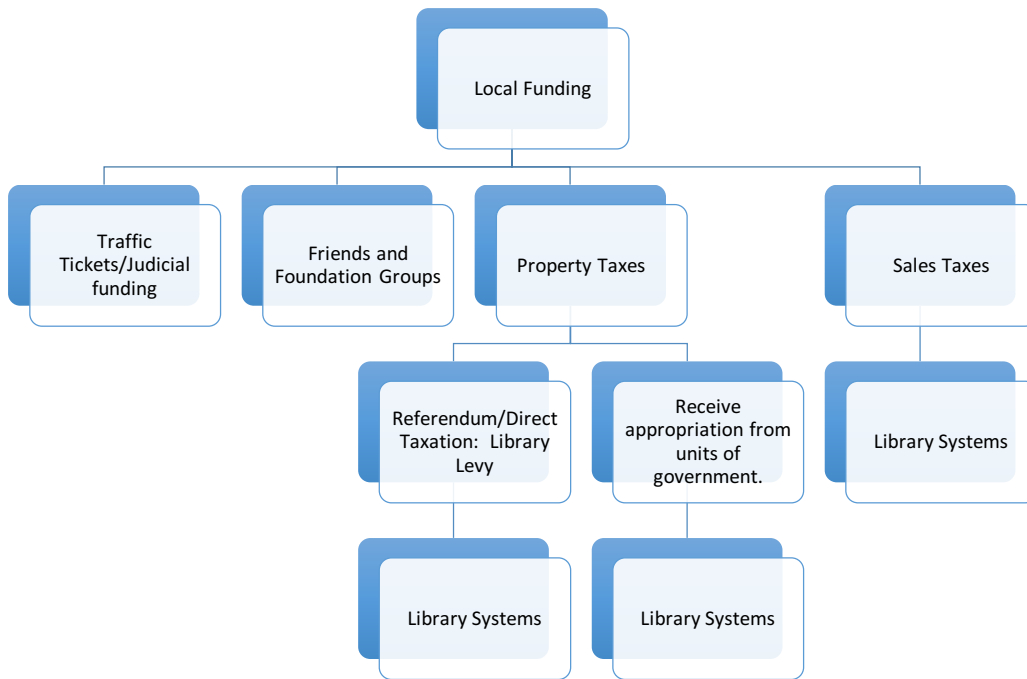 Local Funding
Traffic
Tickets/Judicial
funding
Friends and
Foundation Groups
Property Taxes
Sales Taxes
Referendum/Direct
Taxation: Library
Levy
Receive
appropriation from
units of
government.
Library Systems
Library Systems
Library Systems